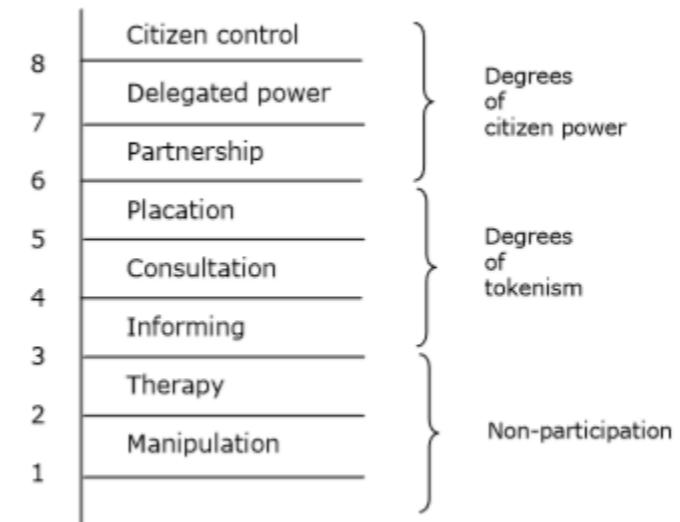 Citizen control
8
Delegated power
7
Partnership
6
Placation
5
Consultation
4
Informing
3
Therapy
2
Manipulation
1
Degrees
of
citizen power
Degrees
of
tokenism
Non-participation